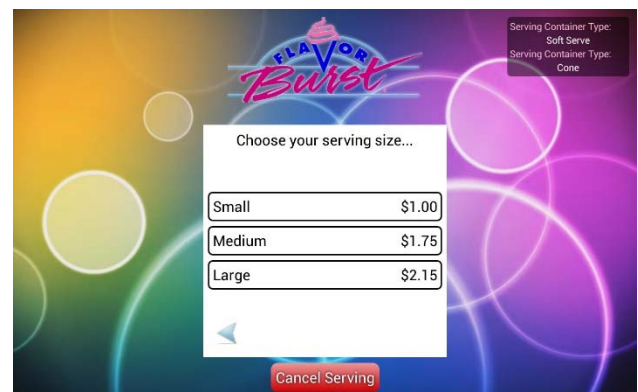 FLAVOR
Burst
Serving Container Type:
Soft Serve
Serving Container Type:
Cone
Choose your serving size...
Small $1.00
Medium $1.75
Large $2.15
Cancel Serving